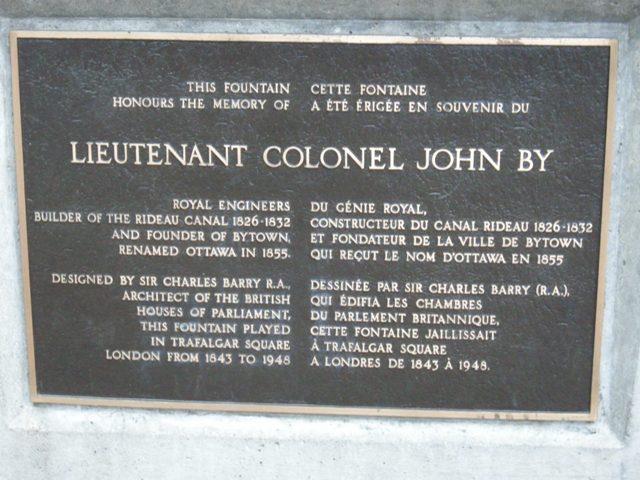 THIS FOUNTAIN
HONOURS THE MEMORY OF
CETTE FONTAINE
A ÉTÉ ÉRIGÉE EN SOUVENIR DU
LIEUTENANT COLONEL JOHN BY
ROYAL ENGINEERS
BUILDER OF THE RIDEAU CANAL 1826-1832
AND FOUNDER OF BYTOWN,
RENAMED OTTAWA IN 1855.
DESIGNED BY SIR CHARLES BARRY R.A.,
ARCHITECT OF THE BRITISH
HOUSES OF PARLIAMENT,
THIS FOUNTAIN PLAYED
IN TRAFALGAR SQUARE
LONDON FROM 1843 TO 1948
DU GÉNIE ROYAL,
CONSTRUCTEUR DU CANAL RIDEAU 1826-1832
ET FONDATEUR DE LA VILLE DE BYTOWN
QUI REÇUT LE NOM D'OTTAWA EN 1855
DESSINÉE PAR SIR CHARLES BARRY (R.A.),
QUI ÉDIFIA LES CHAMBRES
DU PARLEMENT BRITANNIQUE,
CETTE FONTAINE JAILLISSAIT
À TRAFALGAR SQUARE
A LONDRES DE 1843 À 1948.